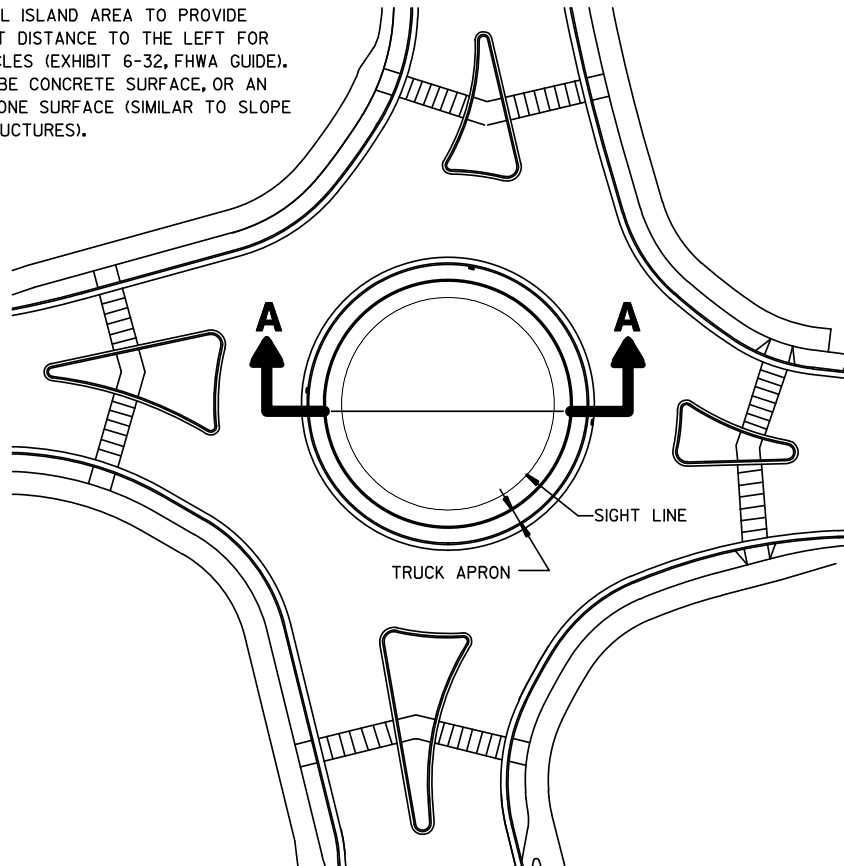 L ISLAND AREA TO PROVIDE
T DISTANCE TO THE LEFT FOR
CLES (EXHIBIT 6-32, FHWA GUIDE).
BE CONCRETE SURFACE, OR AN
ONE SURFACE (SIMILAR TO SLOPE
UCTURES).
A A
SIGHT LINE
TRUCK APRON